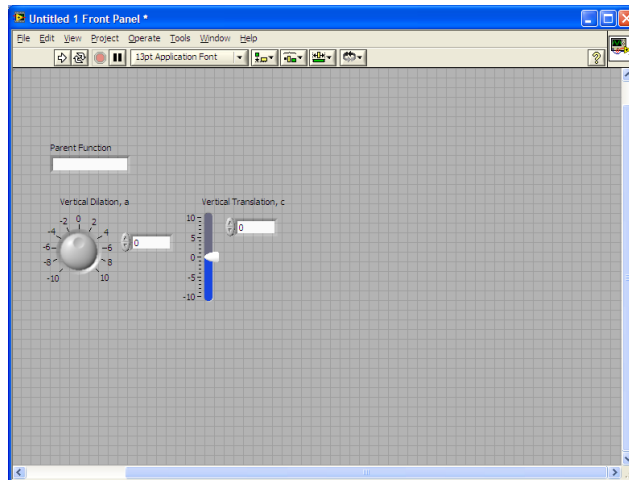 Untitled 1 Front Panel *
File Edit View Project Operate Tools Window Help
13pt Application Font
?
Parent Function
Vertical Dilation, a
-10 -8 -6 -4 -2 0 2 4 6 8 10
0
Vertical Translation, c
10
5
0
-5
-10
0